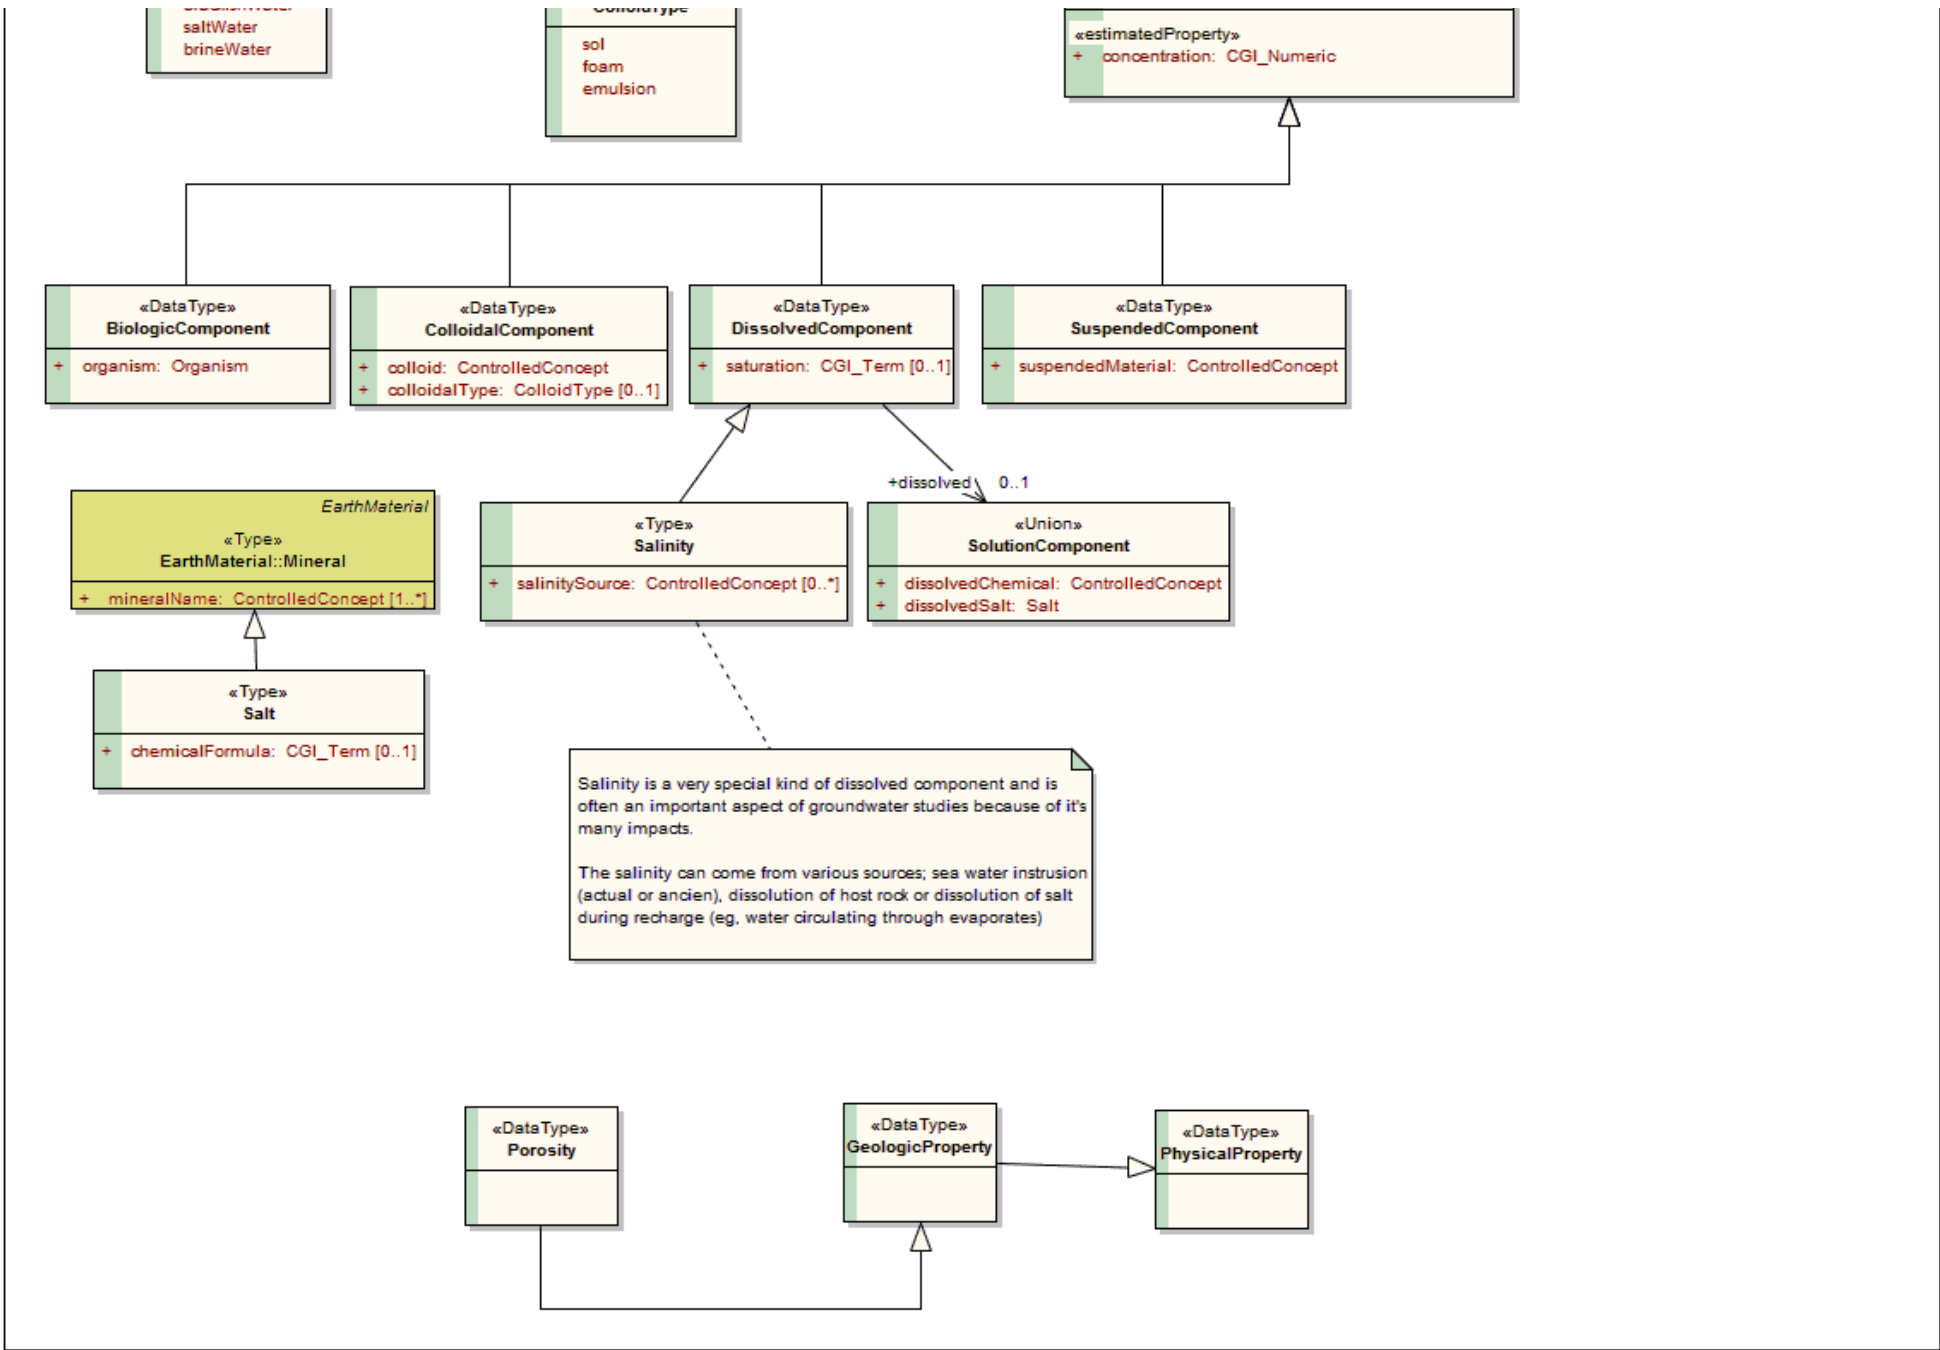 saltWater
brineWater
ColloidType
sol
foam
emulsion
«estimatedProperty»
+ concentration: CGI_Numeric
«DataType»
BiologicComponent
+ organism: Organism
«DataType»
ColloidalComponent
+ colloid: ControlledConcept
+ colloidalType: ColloidType [0..1]
«DataType»
DissolvedComponent
+ saturation: CGI_Term [0..1]
«DataType»
SuspendedComponent
+ suspendedMaterial: ControlledConcept
+dissolved 0..1
EarthMaterial
«Type»
EarthMaterial::Mineral
+ mineralName: ControlledConcept [1..*]
«Type»
Salinity
+ salinitySource: ControlledConcept [0..*]
«Union»
SolutionComponent
+ dissolvedChemical: ControlledConcept
+ dissolvedSalt: Salt
«Type»
Salt
+ chemicalFormula: CGI_Term [0..1]
Salinity is a very special kind of dissolved component and is
often an important aspect of groundwater studies because of it's
many impacts.
The salinity can come from various sources; sea water instrusion
(actual or ancien), dissolution of host rock or dissolution of salt
during recharge (eg, water circulating through evaporates)
«DataType»
Porosity
«DataType»
GeologicProperty
«DataType»
PhysicalProperty